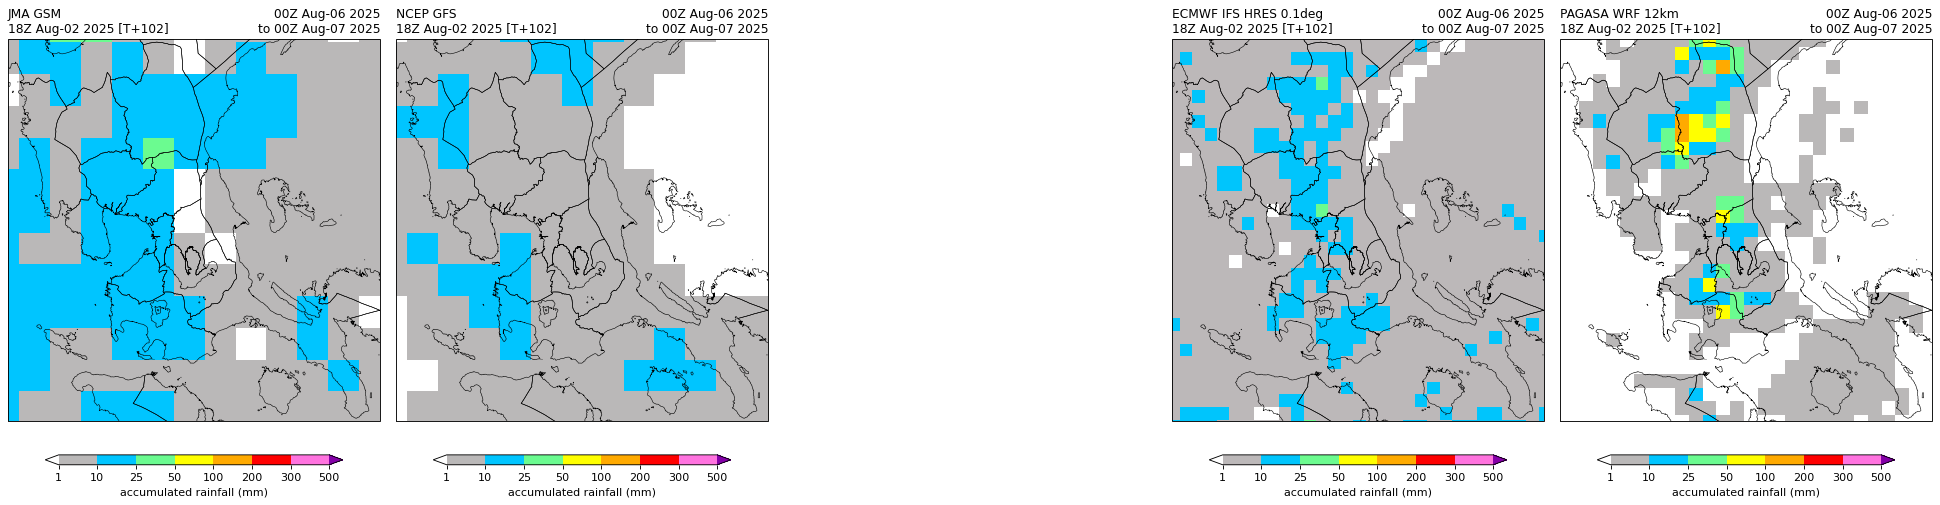 JMA GSM
00Z Aug-06 2025
18Z Aug-02 2025 [T+102]
to 00Z Aug-07 2025
NCEP GFS
00Z Aug-06 2025
18Z Aug-02 2025 [T+102]
to 00Z Aug-07 2025
ECMWF IFS HRES 0.1deg
00Z Aug-06 2025
18Z Aug-02 2025 [T+102]
to 00Z Aug-07 2025
PAGASA WRF 12km
00Z Aug-06 2025
18Z Aug-02 2025 [T+102]
to 00Z Aug-07 2025
1 10 25 50 100 200 300 500
accumulated rainfall (mm)
1 10 25 50 100 200 300 500
accumulated rainfall (mm)
1 10 25 50 100 200 300 500
accumulated rainfall (mm)
1 10 25 50 100 200 300 500
accumulated rainfall (mm)